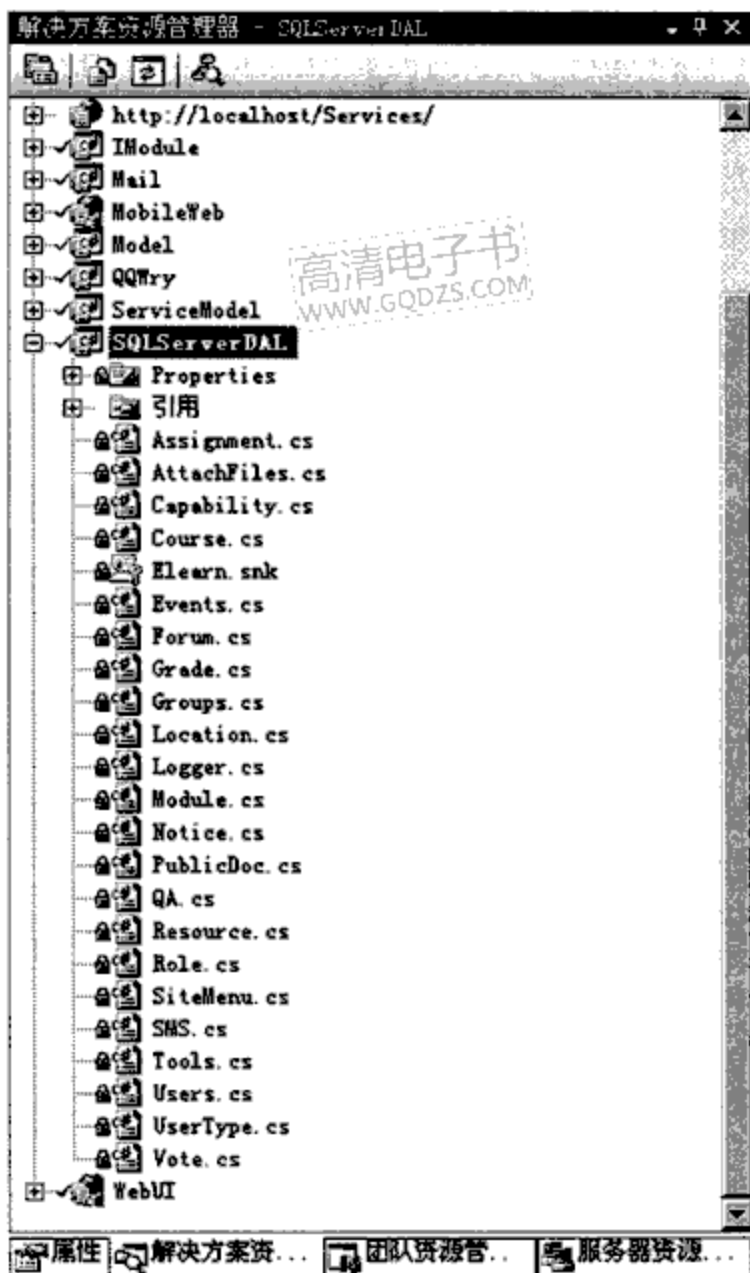 解决方案资源管理器 - SQLServerDAL
http://localhost/Services/
IModule
Mail
MobileWeb
Model
高清电子书
WWW.GQDZS.COM
QQWry
ServiceModel
SQLServerDAL
Properties
引用
Assignment.cs
AttachFiles.cs
Capability.cs
Course.cs
Elearn.snk
Events.cs
Forum.cs
Grade.cs
Groups.cs
Location.cs
Logger.cs
Module.cs
Notice.cs
PublicDoc.cs
QA.cs
Resource.cs
Role.cs
SiteMenu.cs
SMS.cs
Tools.cs
Users.cs
UserType.cs
Vote.cs
WebUI
属性 解决方案资... 团队资源管... 服务器资源...